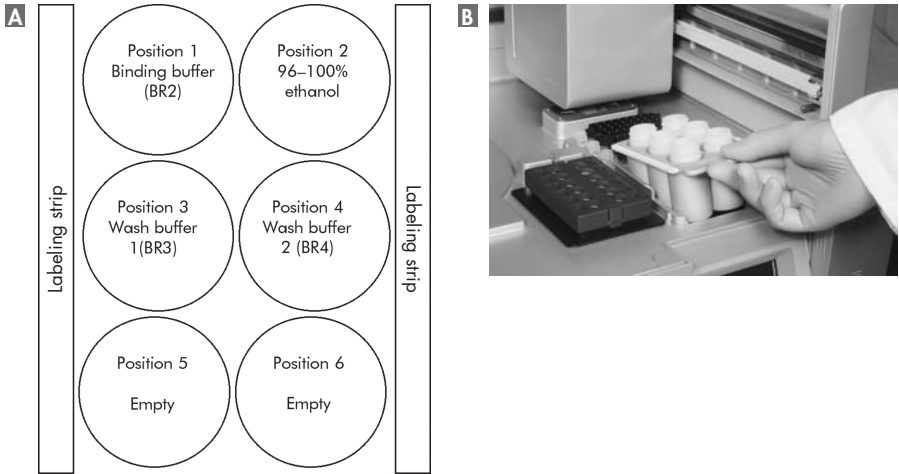 A
Labeling strip
Position 1
Binding buffer
(BR2)
Position 2
96–100%
ethanol
Position 3
Wash buffer
1(BR3)
Position 4
Wash buffer
2 (BR4)
Position 5
Empty
Position 6
Empty
Labeling strip
B